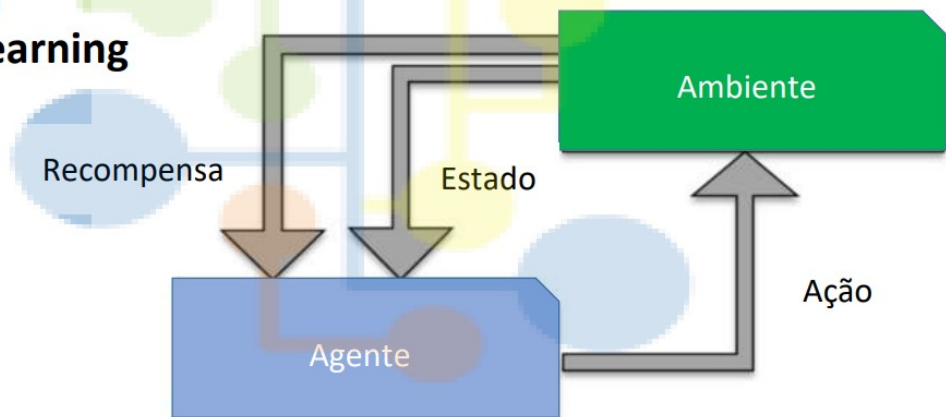 earning
Ambiente
Recompensa
Estado
Ação
Agente